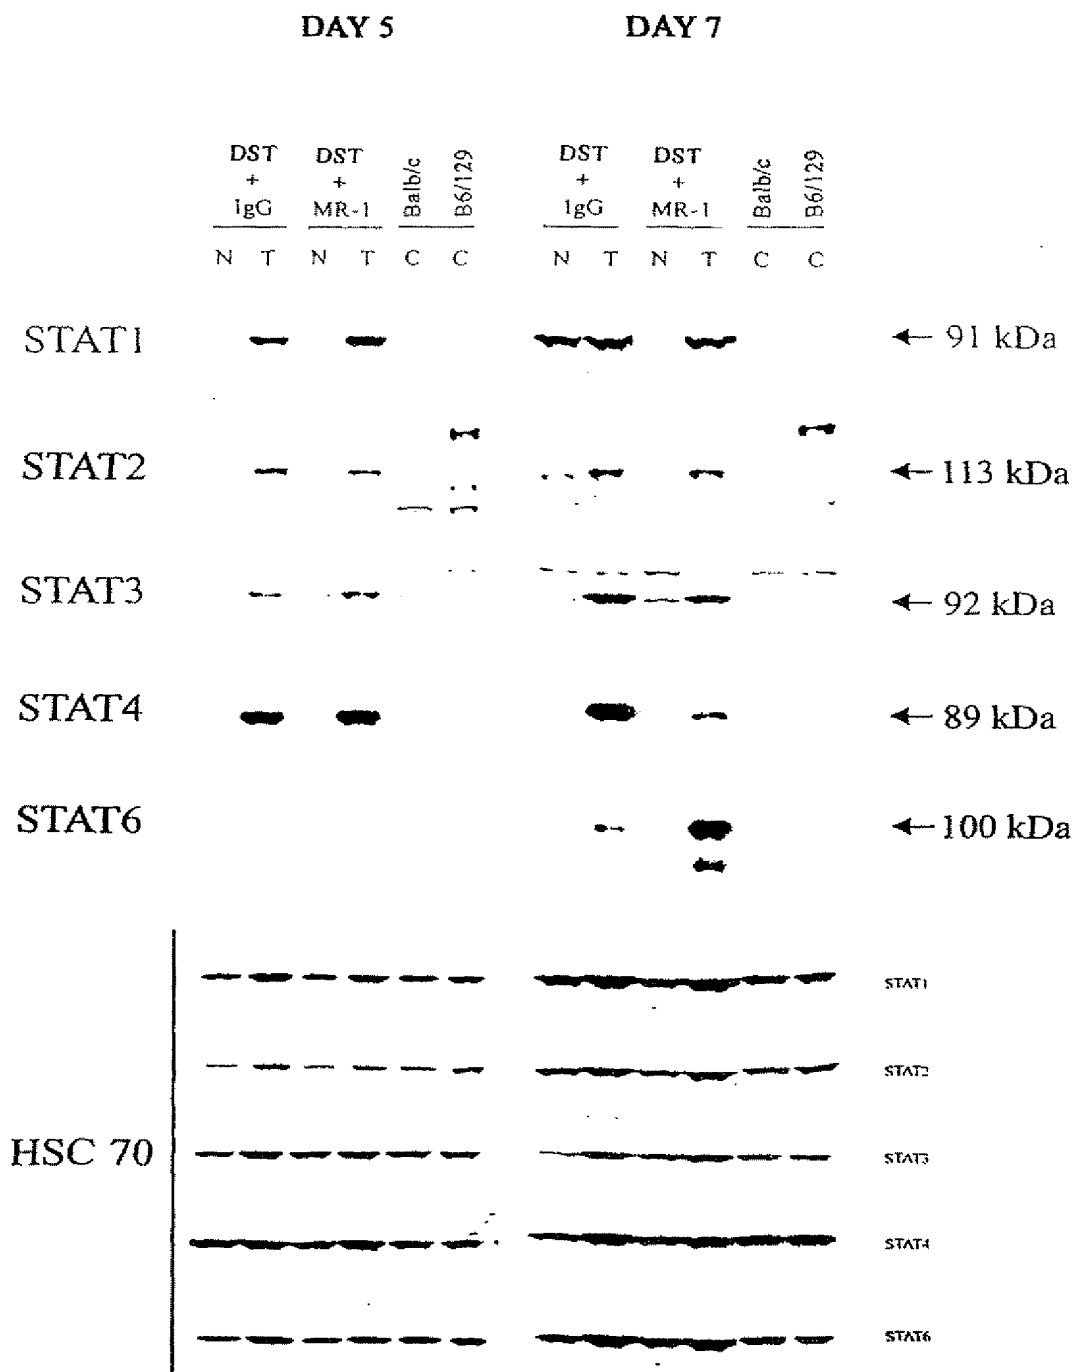 DAY 5 DAY 7
DST DST DST DST
+ + Balb/c B6/129 + + Balb/c B6/129
IgG MR-1 IgG MR-1
N T N T C C N T N T C C
STAT1 91 kDa
STAT2 113 kDa
STAT3 92 kDa
STAT4 89 kDa
STAT6 100 kDa
STAT1
STAT2
HSC 70 STAT3
STAT4
STAT6